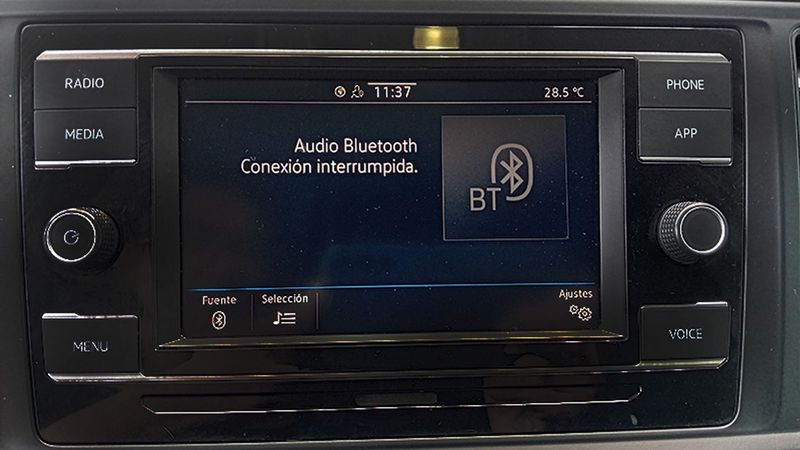 RADIO
MEDIA
MENU
11:37
28.5 °C
Audio Bluetooth
Conexión interrumpida.
BT
Fuente
Selección
Ajustes
PHONE
APP
VOICE